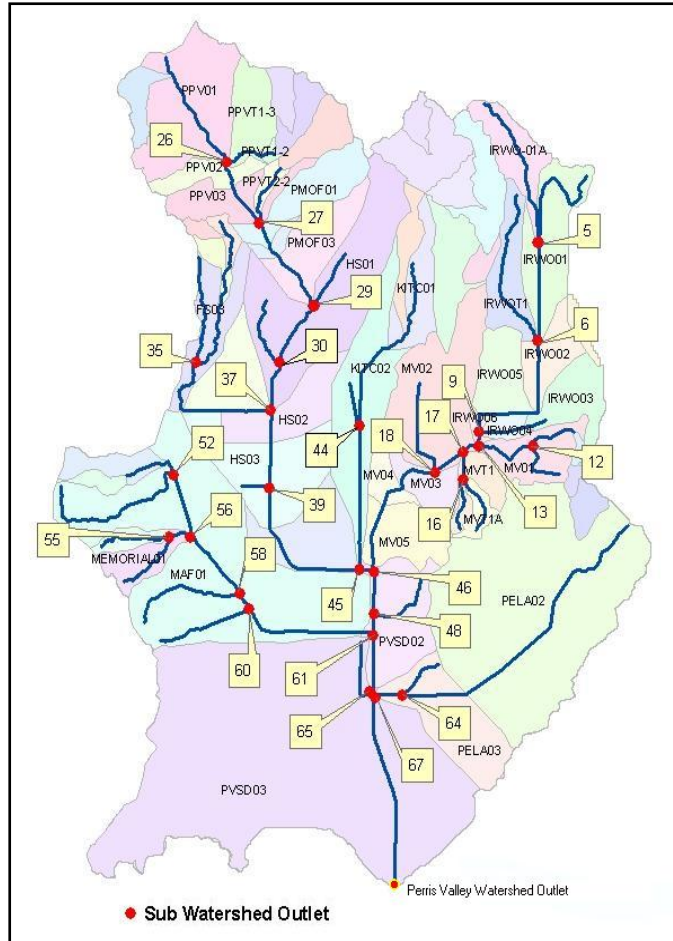 PPV01
PPVT1-3
26
PPVT1-2
PPV02
PPVT2-2
PPV03
PMOF01
27
PMOF03
IRWO-01A
5
IRWO01
HS01
KITC01
IRWOT1
29
FS03
6
35
30
IRWO02
KITC02
MV02
9
IRWO05
37
17
IRWO03
HS02
IRWO06
IRWO04
44
18
12
HS03
MV04
MV03
MVT1
MV01
52
39
16
13
MVT1A
55
56
MV05
MEMORIAL01
58
MAF01
45
46
PELA02
48
60
61
PVSD02
65
64
67
PELA03
PVSD03
Perris Valley Watershed Outlet
Sub Watershed Outlet